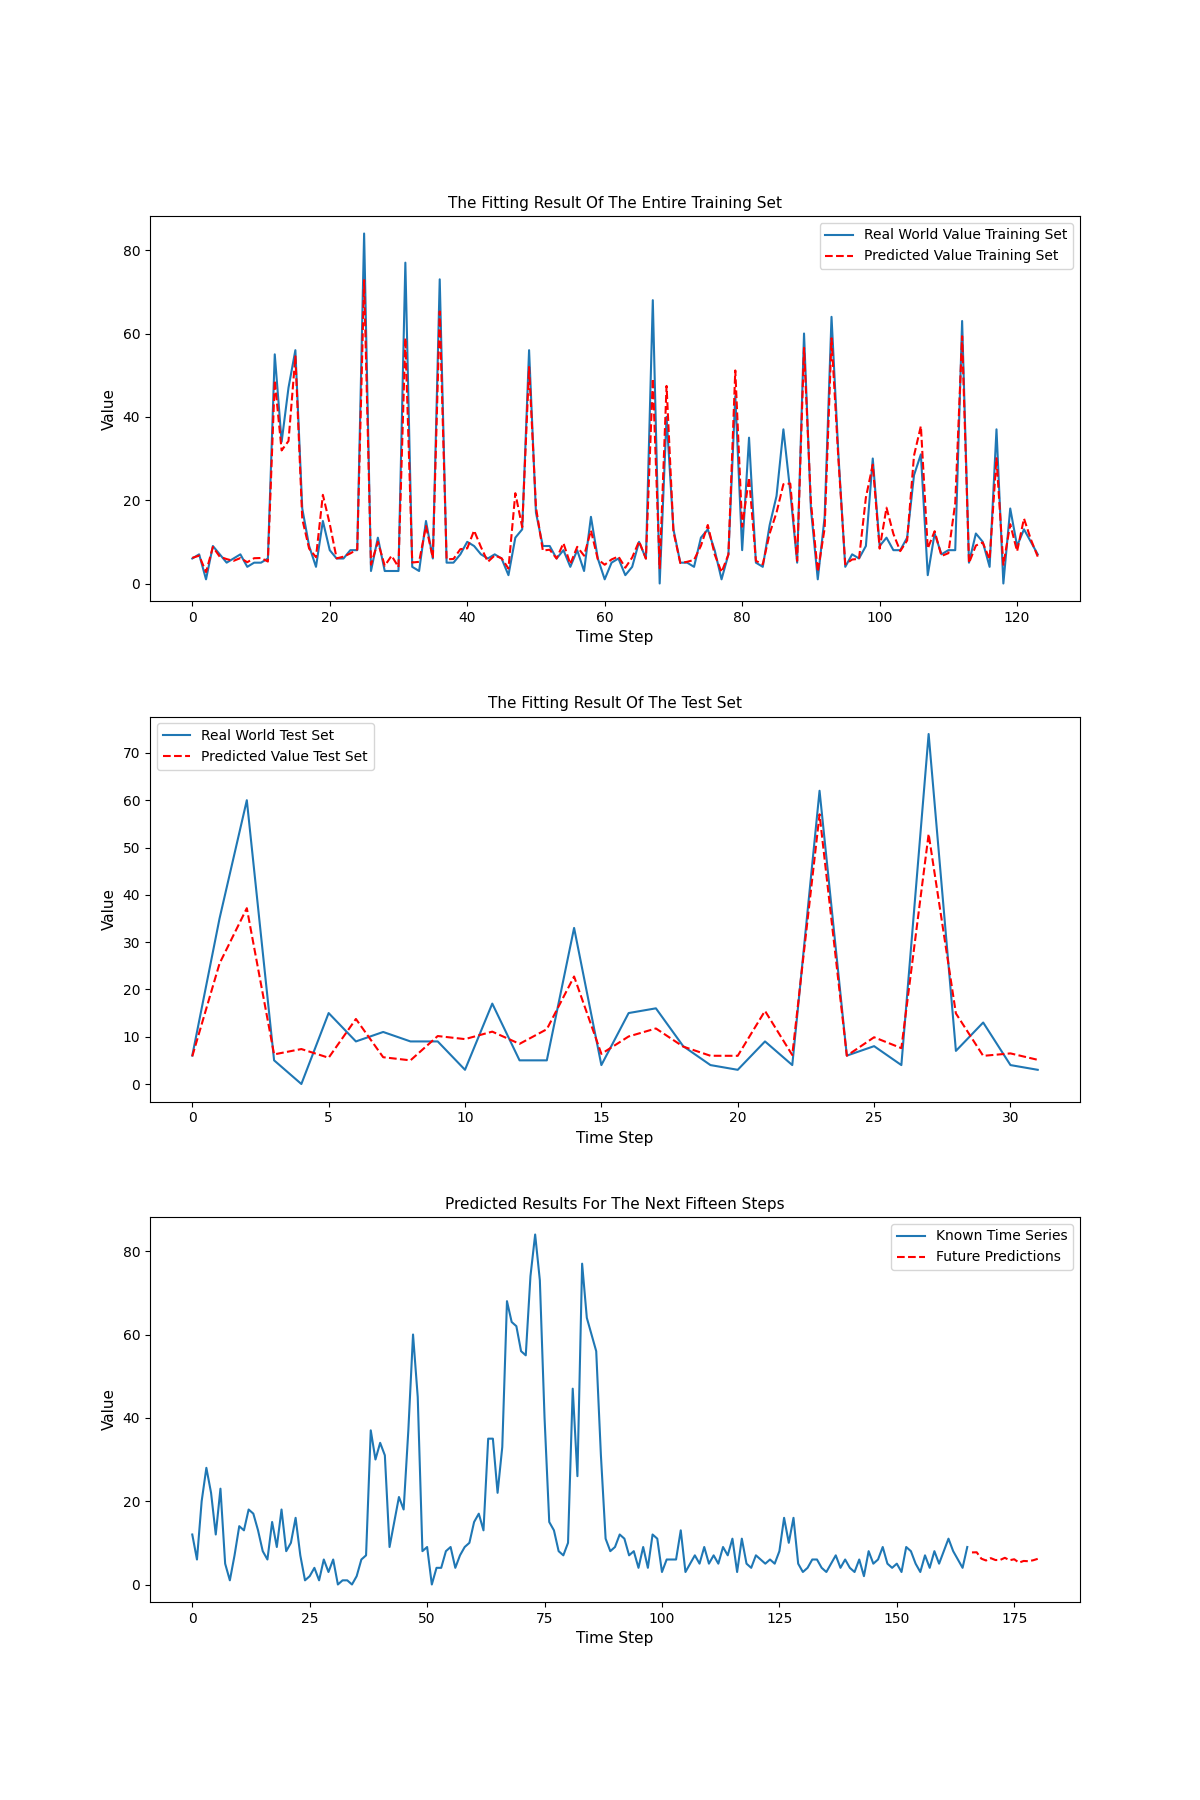 The Fitting Result Of The Entire Training Set
Real World Value Training Set
Predicted Value Training Set
Value
80
60
40
20
0
0 20 40 60 80 100 120
Time Step
The Fitting Result Of The Test Set
Real World Test Set
Predicted Value Test Set
Value
70
60
50
40
30
20
10
0
0 5 10 15 20 25 30
Time Step
Predicted Results For The Next Fifteen Steps
Known Time Series
Future Predictions
Value
80
60
40
20
0
0 25 50 75 100 125 150 175
Time Step